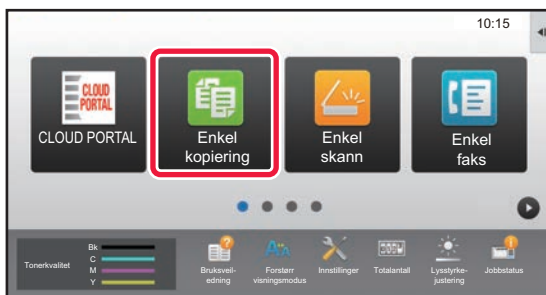 10:15
CLOUD
PORTAL
CLOUD PORTAL
Enkel
kopiering
Enkel
skann
Enkel
faks
Tonerkvalitet
Bk
C
M
Y
Bruksveil-
edning
Forstørr
visningsmodus
Innstillinger
Totalantall
Lysstyrke-
justering
Jobbstatus